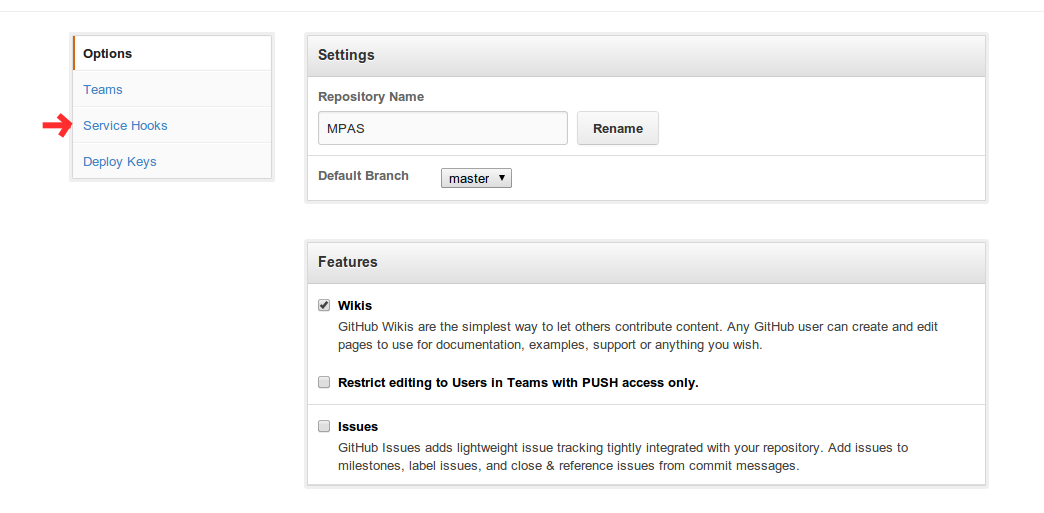 Options
Teams
Service Hooks
Deploy Keys
Settings
Repository Name
MPAS
Rename
Default Branch
master
Features
Wikis
GitHub Wikis are the simplest way to let others contribute content. Any GitHub user can create and edit
pages to use for documentation, examples, support or anything you wish.
Restrict editing to Users in Teams with PUSH access only.
Issues
GitHub Issues adds lightweight issue tracking tightly integrated with your repository. Add issues to
milestones, label issues, and close & reference issues from commit messages.